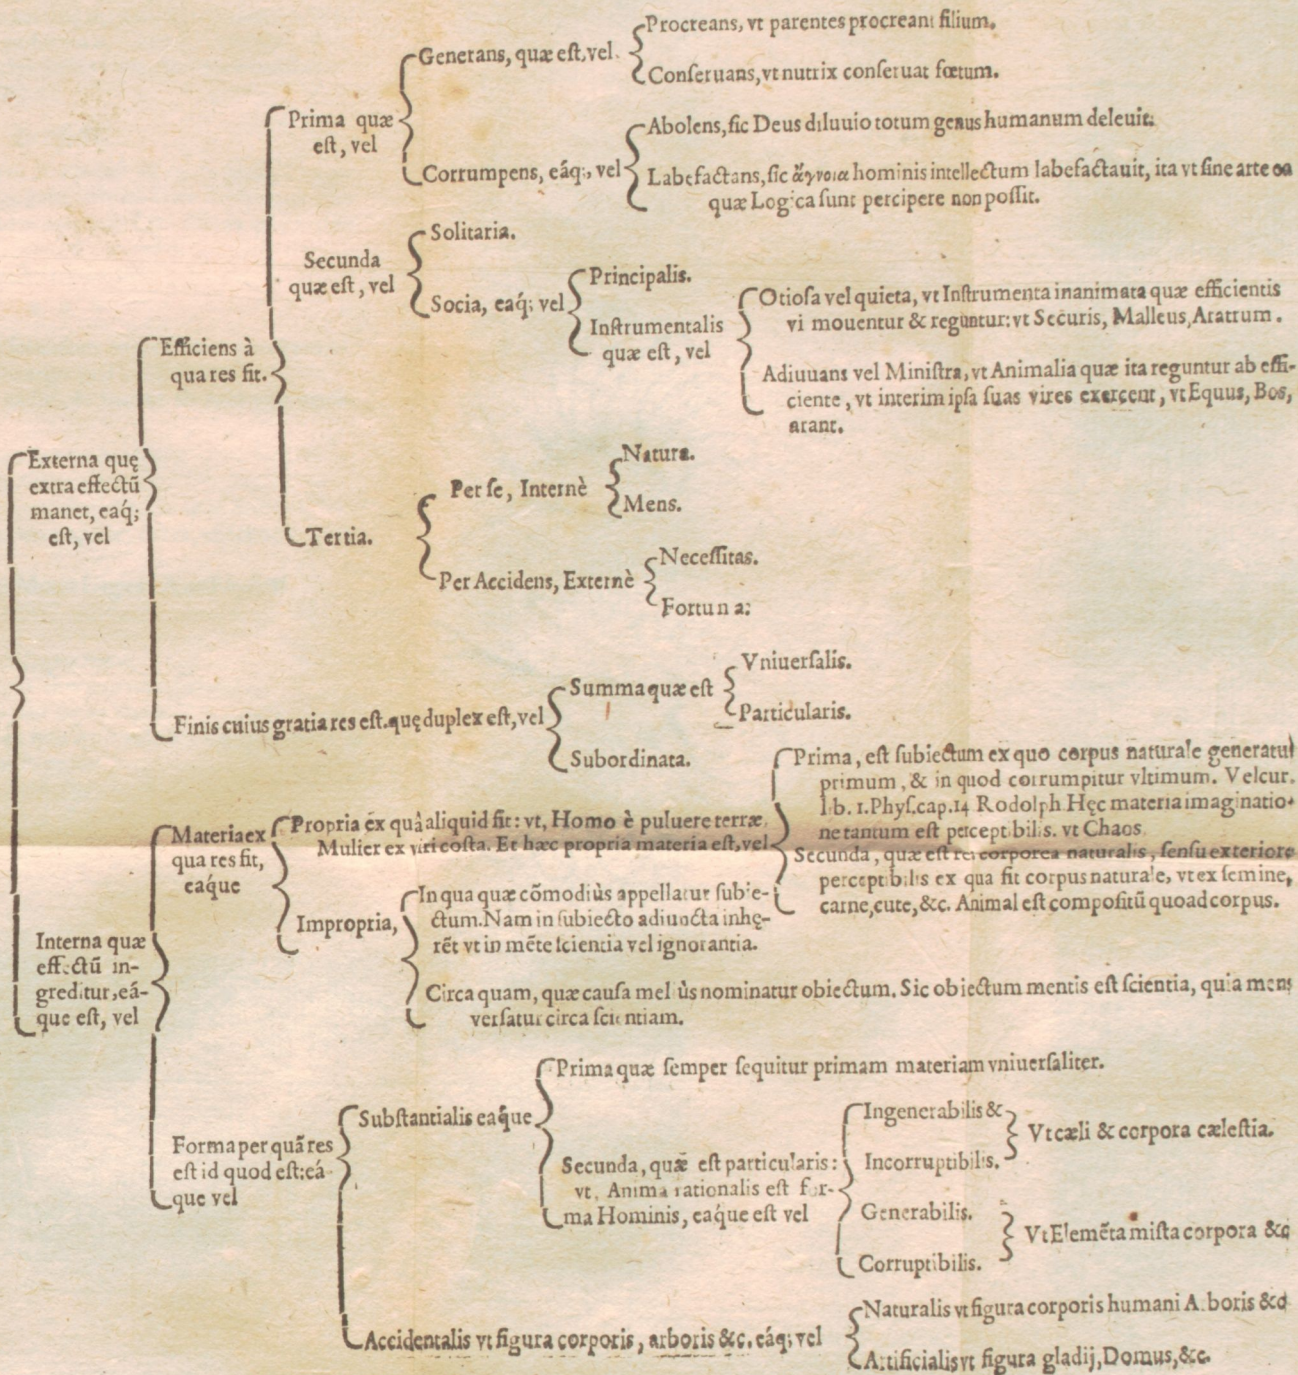 Procreans, vt parentes procreant filium.
Generans, quæ est, vel
Conſeruans, vt nutrix conſeruat fœtum.
Prima quæ
est, vel
Abolens, ſic Deus diluuio totum genus humanum deleuit.
Corrumpens, eáq;, vel
Labefactans, ſic ἄγνοια hominis intellectum labefactauit, ita vt ſine arte ea
quæ Logica ſunt percipere non poſſit.
Solitaria.
Secunda
quæ eſt, vel
Principalis.
Socia, eáq; vel
Otioſa vel quieta, vt Inſtrumenta inanimata quæ efficientis
vi mouentur & reguntur: vt Securis, Malleus, Aratrum.
Inſtrumentalis
quæ eſt, vel
Adiuuans vel Miniſtra, vt Animalia quæ ita reguntur ab effi-
ciente, vt interim ipſa ſuas vires exerçent, vt Equus, Bos,
arant.
Efficiens à
qua res fit.
Externa quę
extra effectū
manet, eáq;
eſt, vel
Natura.
Per ſe, Internè
Mens.
Tertia.
Neceſſitas.
Per Accidens, Externè
Fortuna:
Vniuerſalis.
Summa quæ eſt
Particularis.
Finis cuius gratia res eſt. quę duplex eſt, vel
Subordinata.
Prima, eſt ſubiectum ex quo corpus naturale generatur
primum, & in quod corrumpitur vltimum. Velcur.
lib. 1. Phyſ. cap. 14 Rodolph Hęc materia imaginatio-
ne tantum eſt perceptibilis. vt Chaos
Materia ex
qua res fit,
eaque
Propria ex quâ aliquid fit: vt, Homo è puluere terræ
Mulier ex viri coſta. Et hæc propria materia eſt, vel
Secunda, quæ eſt rei corporea naturalis, ſenſu exteriore
perceptibilis ex qua fit corpus naturale, vt ex ſemine,
carne, cute, &c. Animal eſt compoſitū quoad corpus.
In qua quæ cōmodiùs appellatur ſubie-
ctum. Nam in ſubiecto adiuncta inhę-
rēt vt in mēte ſcientia vel ignorantia.
Impropria,
Interna quæ
effectū in-
greditur, eá-
que eſt, vel
Circa quam, quæ cauſa meliùs nominatur obiectum. Sic obiectum mentis eſt ſcientia, quia mens
verſatur circa ſcientiam.
Prima quæ ſemper ſequitur primam materiam vniuerſaliter.
Subſtantialis eaque
Ingenerabilis &
Vt cæli & corpora cæleſtia.
Forma per quā res
eſt id quod eſt: eá-
que vel
Secunda, quæ eſt particularis:
vt, Anima rationalis eſt for-
ma Hominis, eáque eſt vel
Incorruptibilis.
Generabilis.
Vt Elemēta miſta corpora &c
Corruptibilis.
Naturalis vt figura corporis humani Arboris &c
Accidentalis vt figura corporis, arboris &c. eáq; vel
Artificialis vt figura gladij, Domus, &c.